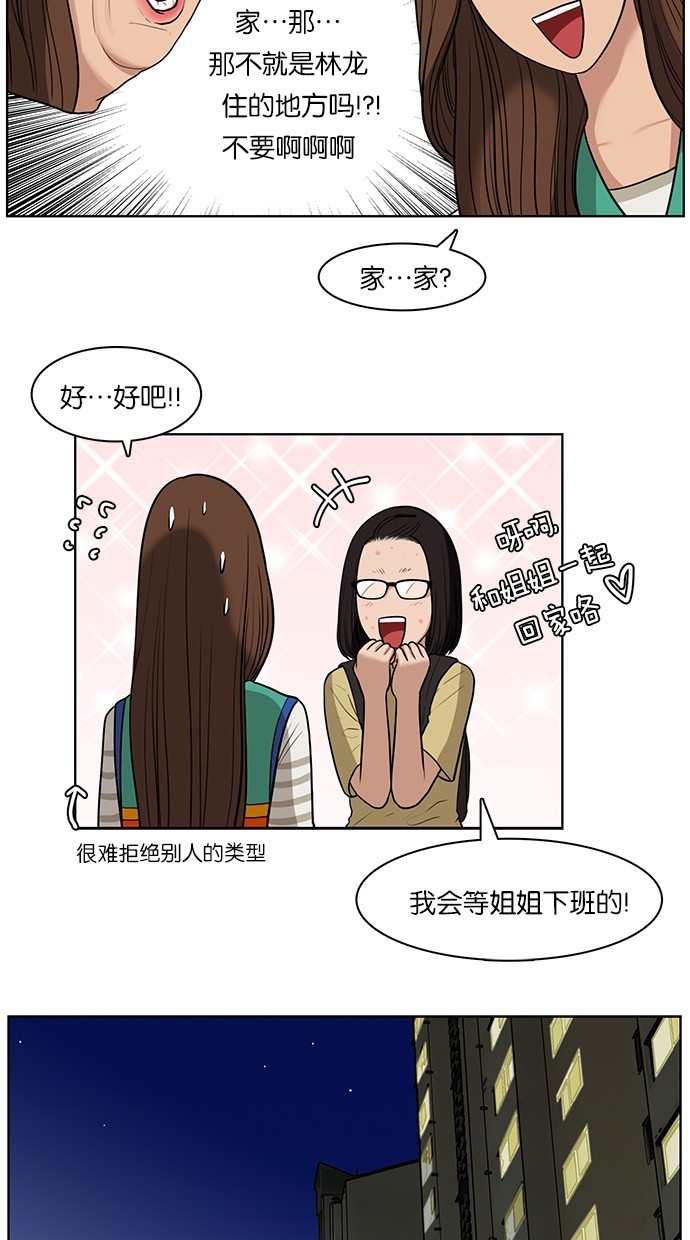 家…那…
那不就是林龙
住的地方吗!?!
不要啊啊啊
家…家?
好…好吧!!
呀啊,
和姐姐一起
回家咯
很难拒绝别人的类型
我会等姐姐下班的!